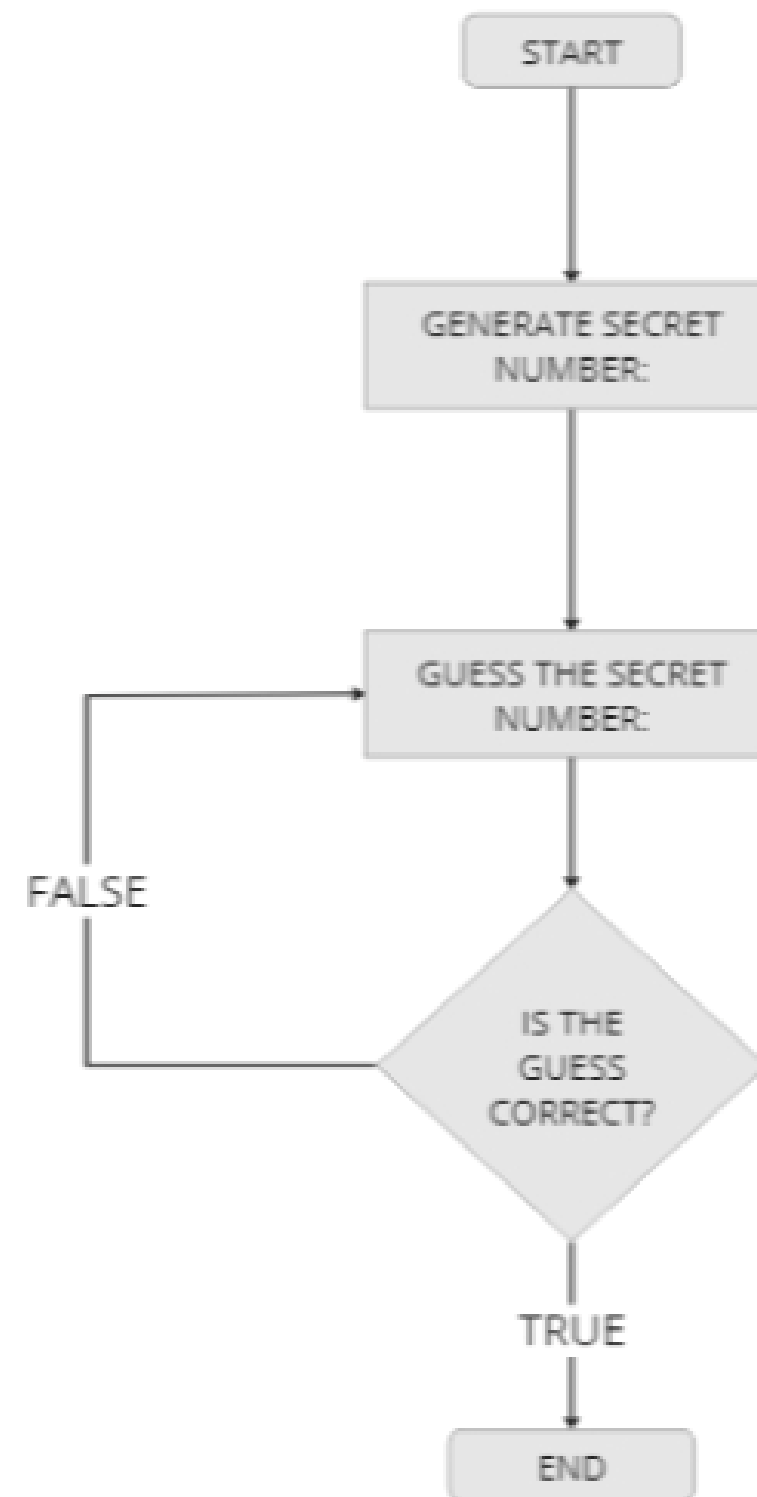 START
GENERATE SECRET
NUMBER:
GUESS THE SECRET
NUMBER:
FALSE
IS THE
GUESS
CORRECT?
TRUE
END